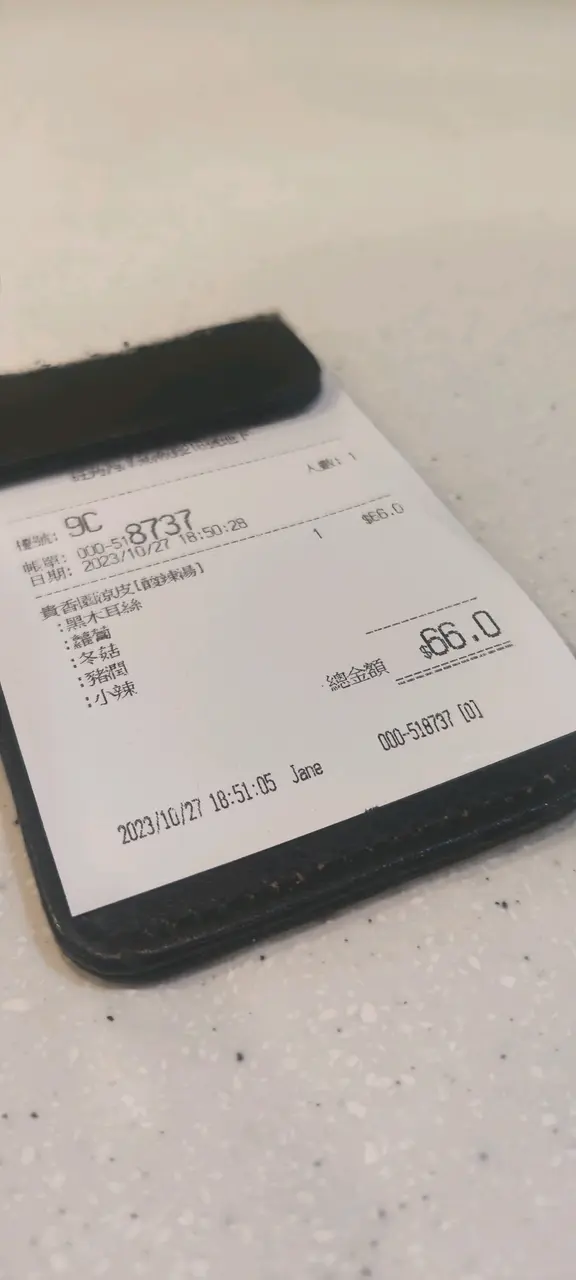 人數: 1
檯號: 9C
帳單: 000-518737
日期: 2023/10/27 18:50:28
貴香園涼皮[酸辣湯] 1 $66.0
:黑木耳絲
:蘿蔔
:冬菇
:豬潤
:小辣
總金額 $66.0
2023/10/27 18:51:05 Jane 000-518737 [0]